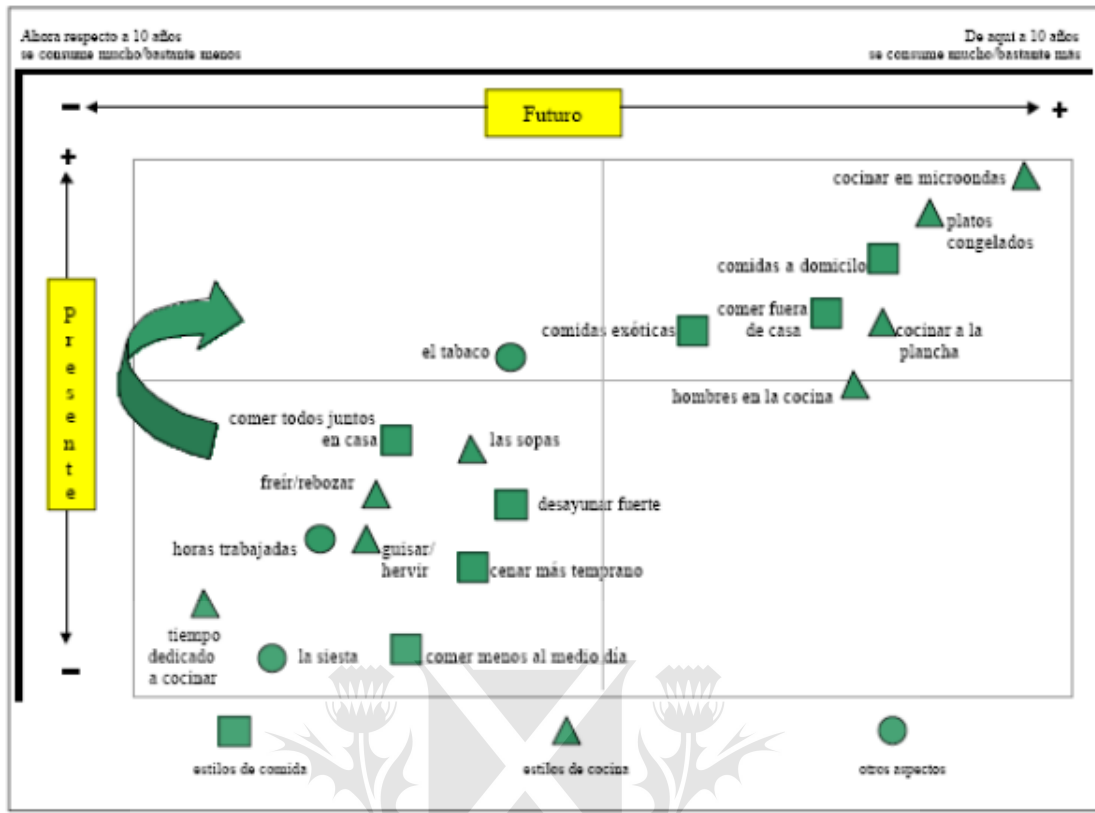 Ahora respecto a 10 años
se consume mucho/bastante menos
De aquí a 10 años
se consume mucho/bastante más
−
Futuro
+
+
presente
−
cocinar en microondas
platos
congelados
comidas a domicilo
comer fuera
de casa
comidas exóticas
cocinar a la
plancha
el tabaco
hombres en la cocina
comer todos juntos
en casa
las sopas
freír/rebozar
desayunar fuerte
horas trabajadas
guisar/
hervir
cenar más temprano
tiempo
dedicado
a cocinar
la siesta
comer menos al medio día
estilos de comida
estilos de cocina
otros aspectos